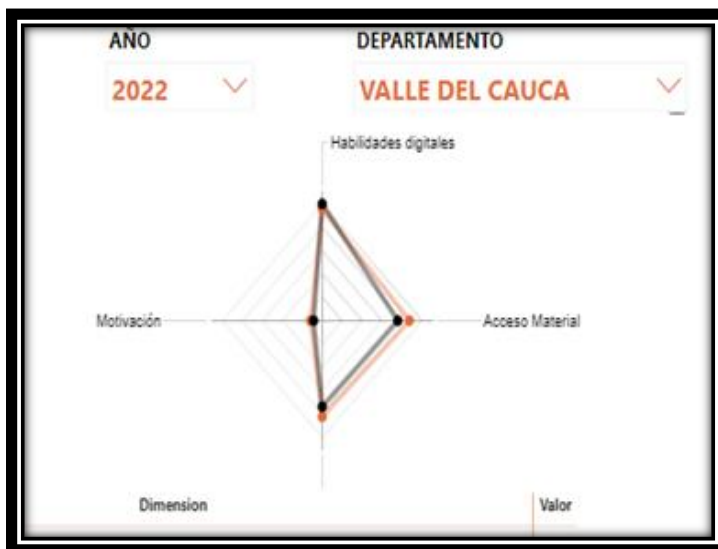 AÑO
DEPARTAMENTO
2022
VALLE DEL CAUCA
Habilidades digitales
Motivación
Acceso Material
Dimension
Valor